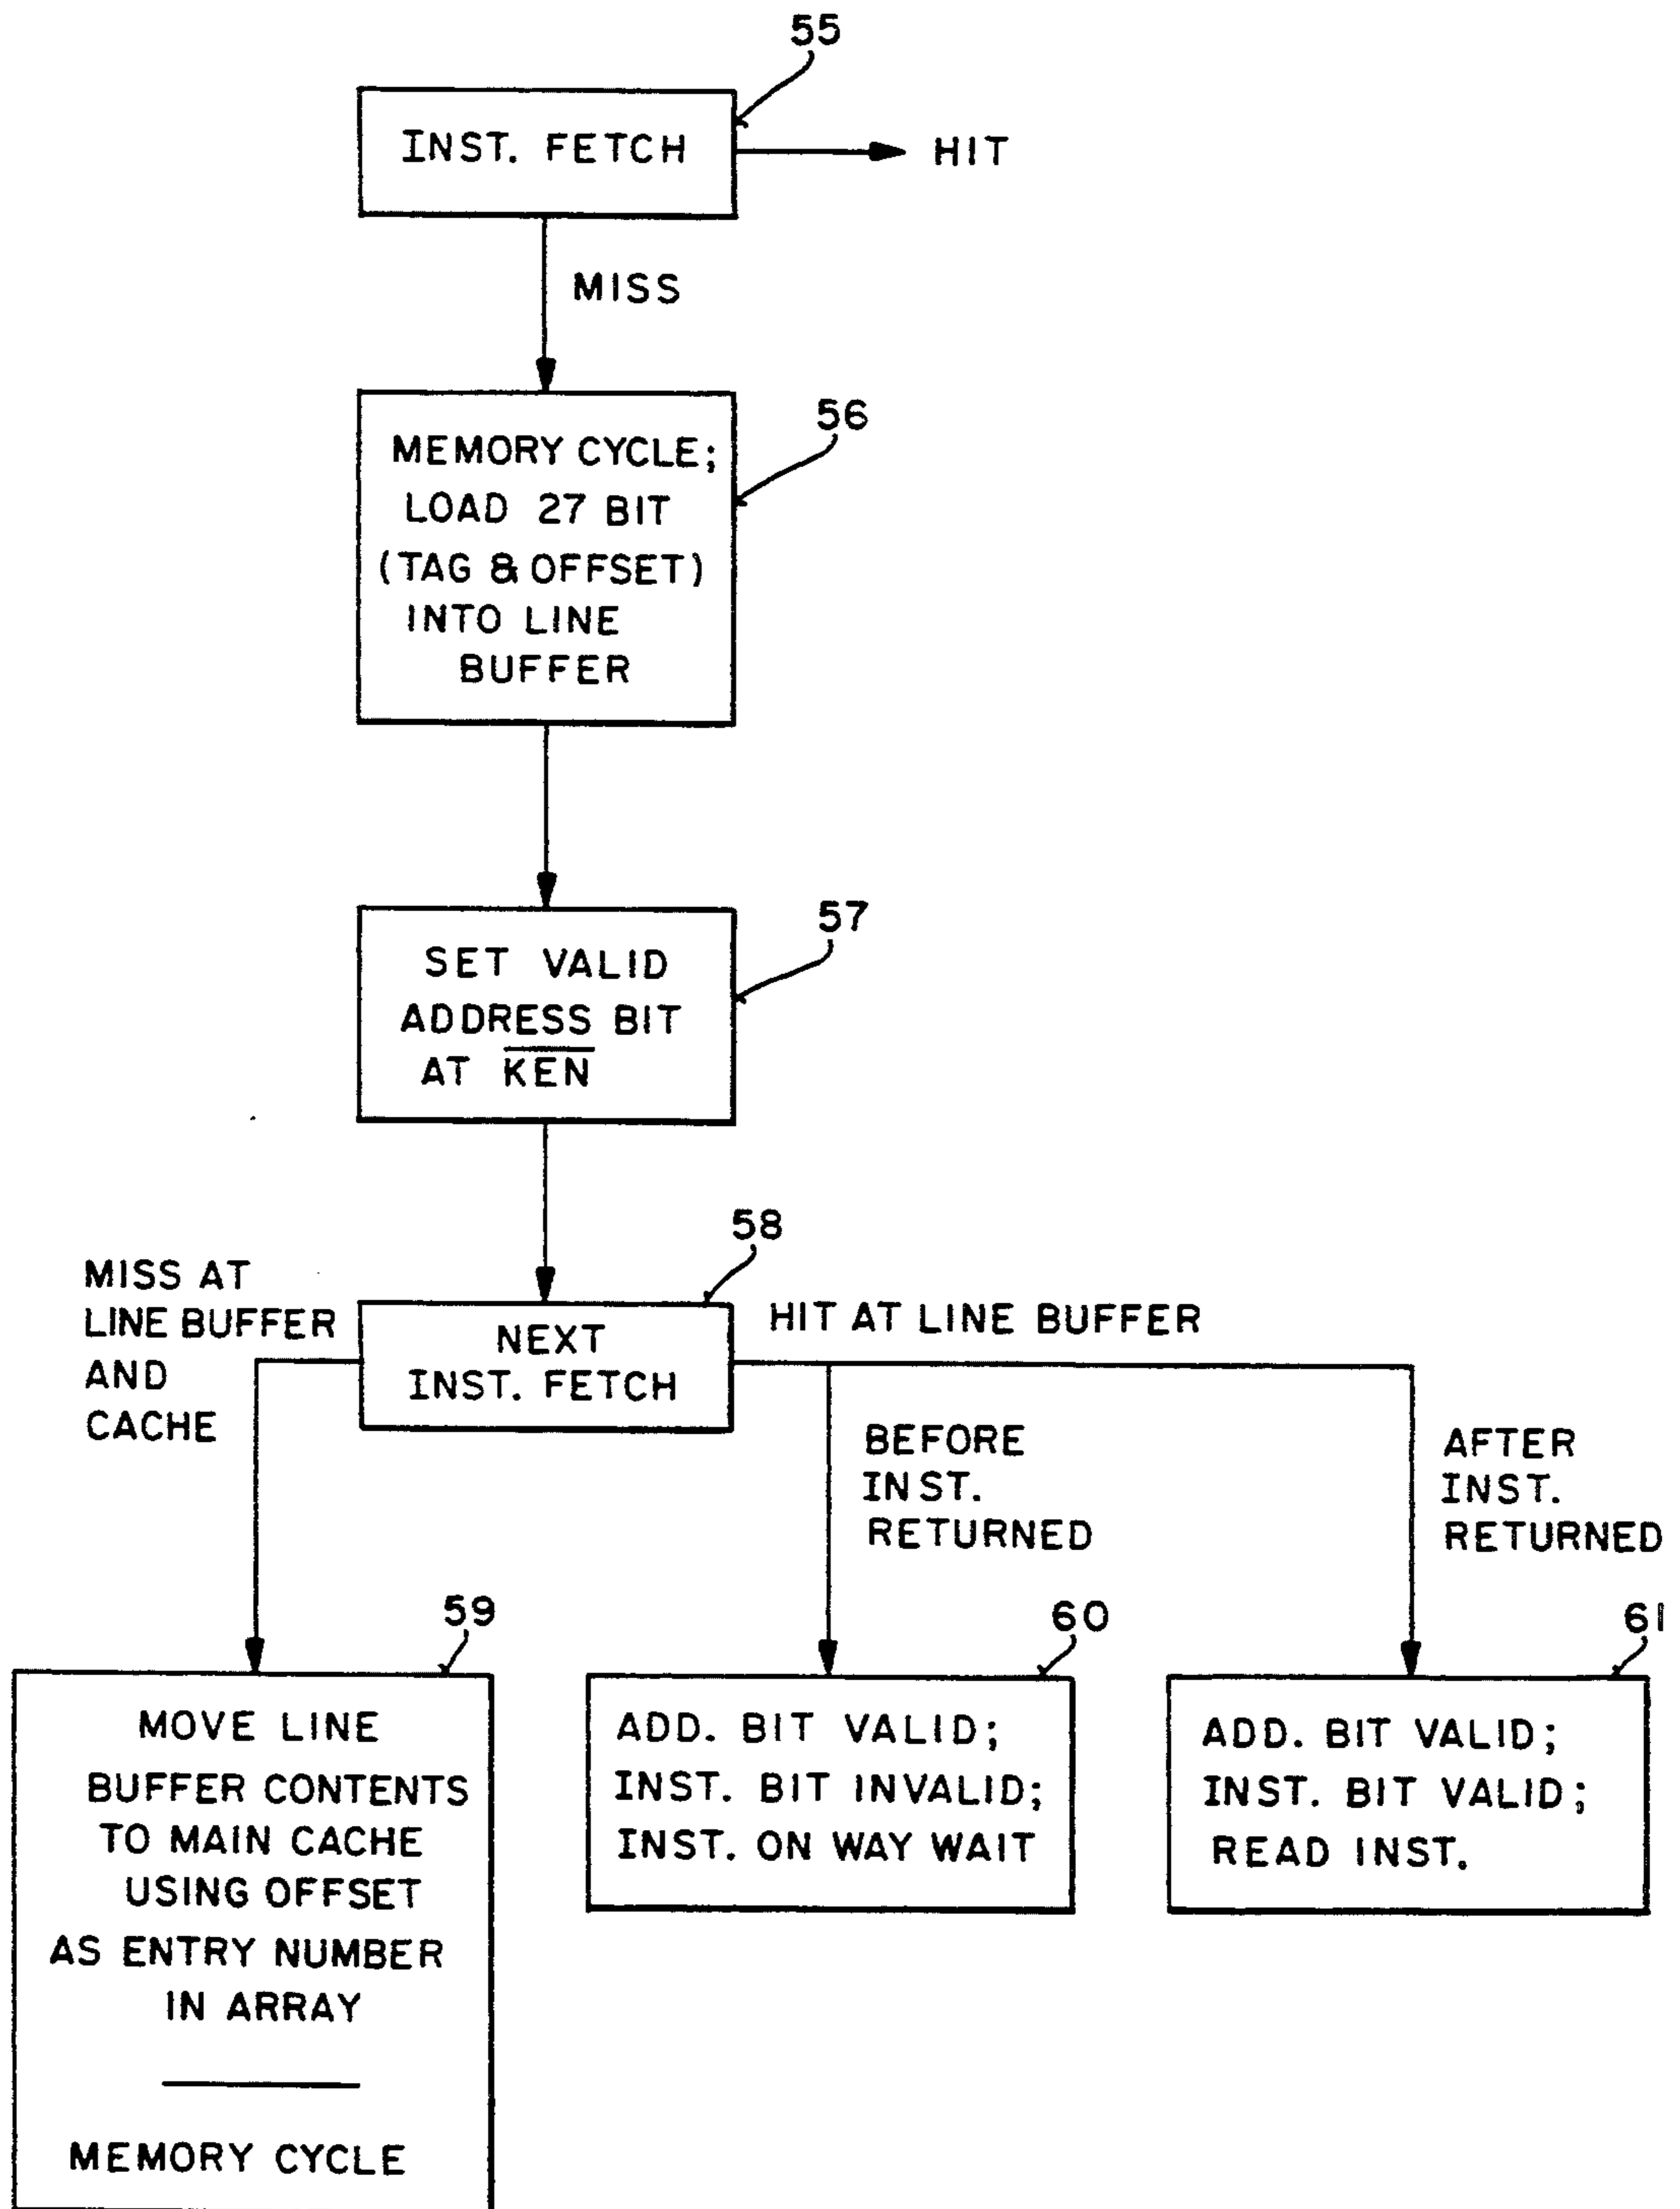 55
INST. FETCH
HIT
MISS
56
MEMORY CYCLE;
LOAD 27 BIT
(TAG & OFFSET)
INTO LINE
BUFFER
57
SET VALID
ADDRESS BIT
AT K̅E̅N̅
58
MISS AT
LINE BUFFER
AND
CACHE
NEXT
INST. FETCH
HIT AT LINE BUFFER
BEFORE
INST.
RETURNED
AFTER
INST.
RETURNED
59
MOVE LINE
BUFFER CONTENTS
TO MAIN CACHE
USING OFFSET
AS ENTRY NUMBER
IN ARRAY
MEMORY CYCLE
60
ADD. BIT VALID;
INST. BIT INVALID;
INST. ON WAY WAIT
61
ADD. BIT VALID;
INST. BIT VALID;
READ INST.